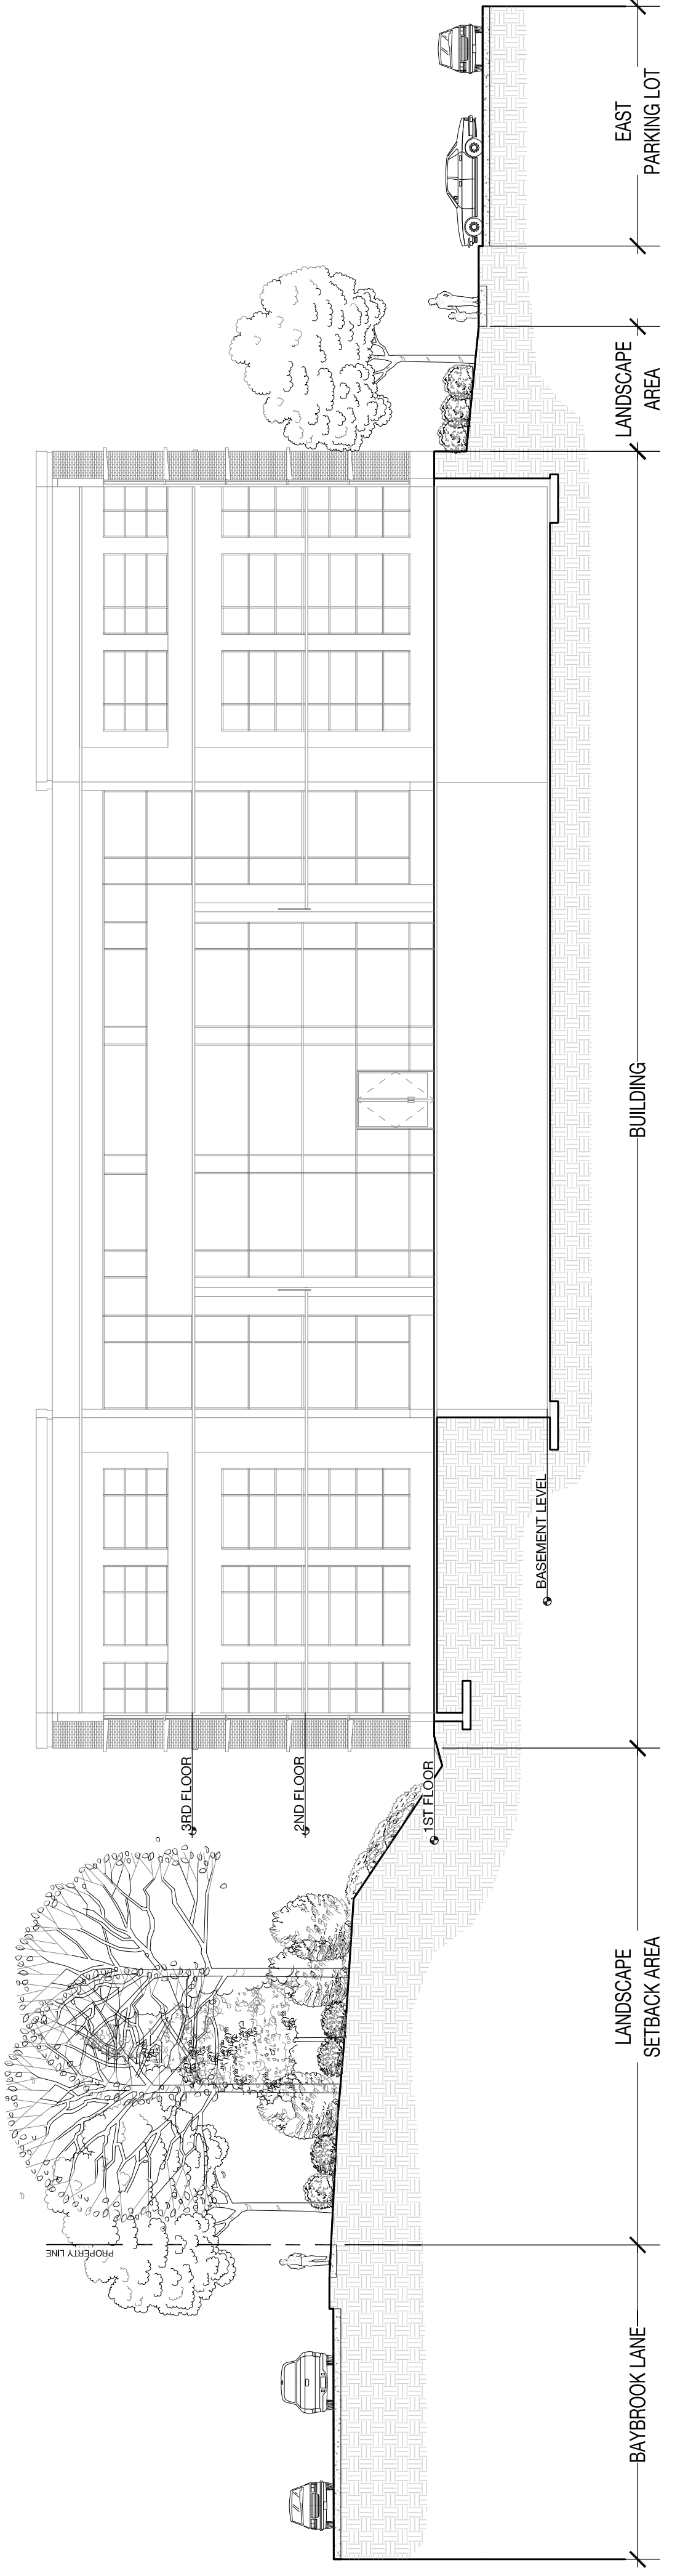 PROPERTY LINE
3RD FLOOR
2ND FLOOR
1ST FLOOR
BASEMENT LEVEL
BAYBROOK LANE
LANDSCAPE
SETBACK AREA
BUILDING
LANDSCAPE
AREA
EAST
PARKING LOT